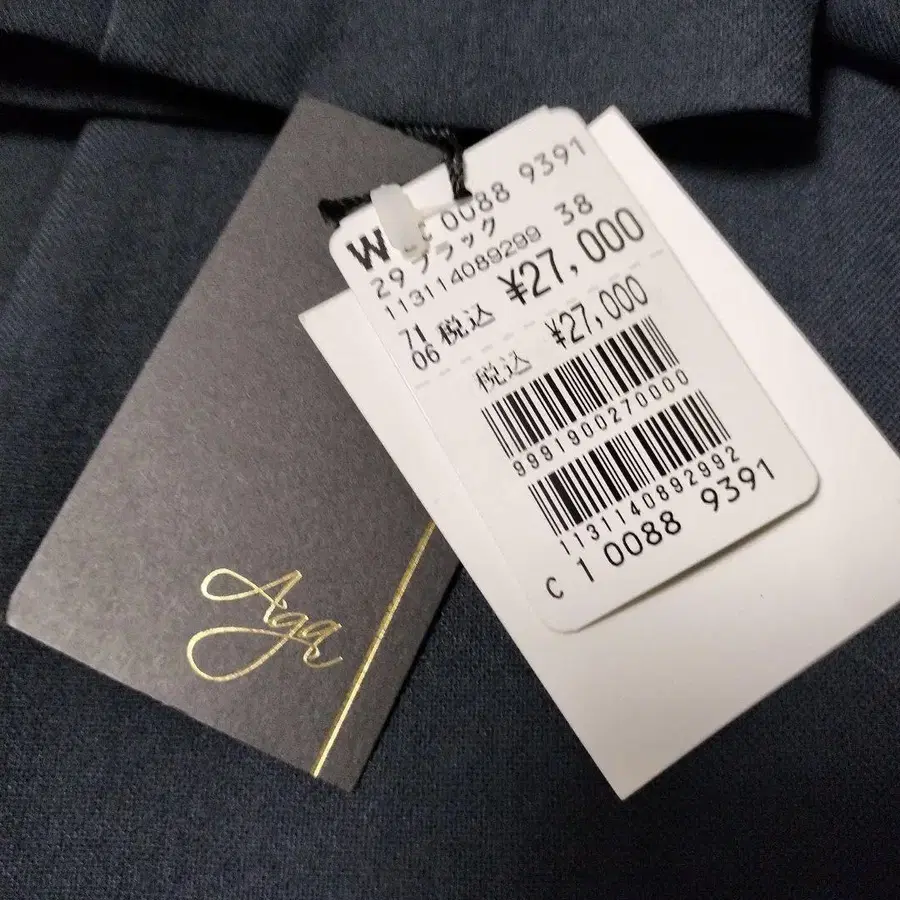 W 0088 9391
29 ブラック 38
113114089299
71
06 税込 ¥27,000
税込 ¥27,000
9991900270000
1131140892992
C 1 0088 9391
Aga